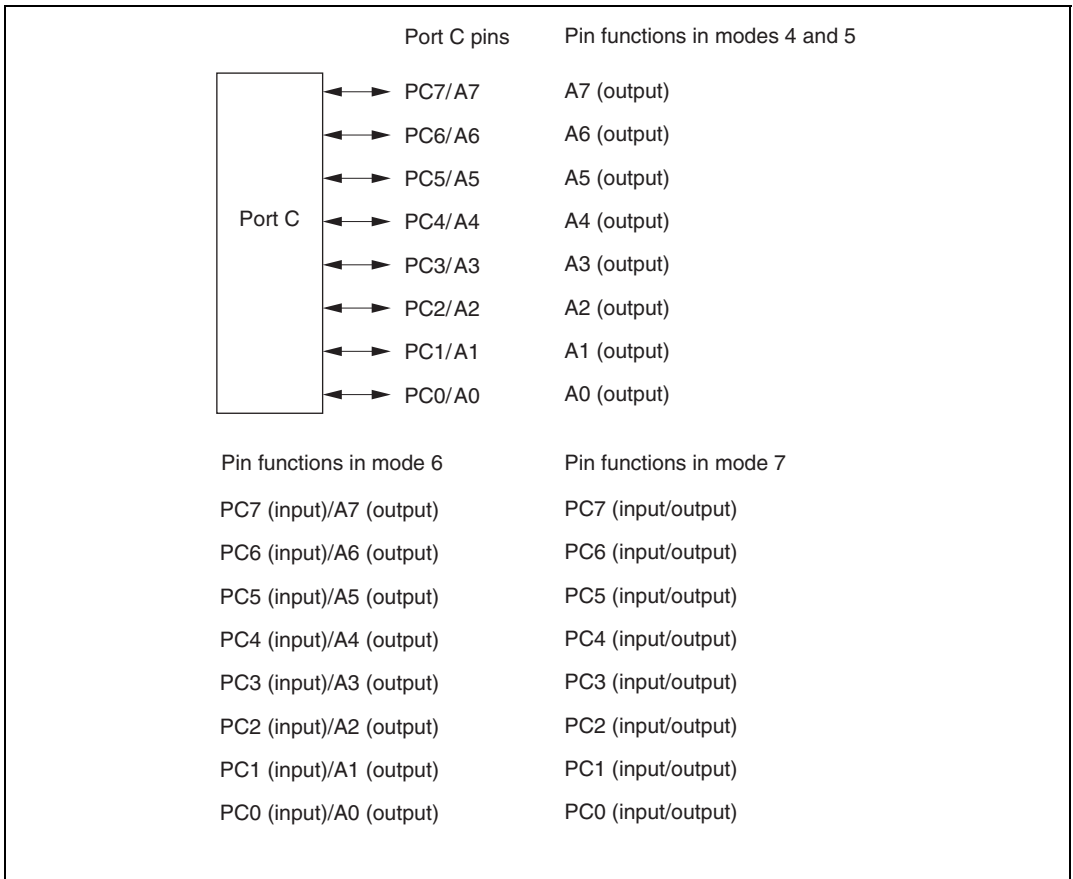 Port C pins Pin functions in modes 4 and 5
PC7/A7 A7 (output)
PC6/A6 A6 (output)
PC5/A5 A5 (output)
Port C PC4/A4 A4 (output)
PC3/A3 A3 (output)
PC2/A2 A2 (output)
PC1/A1 A1 (output)
PC0/A0 A0 (output)
Pin functions in mode 6 Pin functions in mode 7
PC7 (input)/A7 (output) PC7 (input/output)
PC6 (input)/A6 (output) PC6 (input/output)
PC5 (input)/A5 (output) PC5 (input/output)
PC4 (input)/A4 (output) PC4 (input/output)
PC3 (input)/A3 (output) PC3 (input/output)
PC2 (input)/A2 (output) PC2 (input/output)
PC1 (input)/A1 (output) PC1 (input/output)
PC0 (input)/A0 (output) PC0 (input/output)